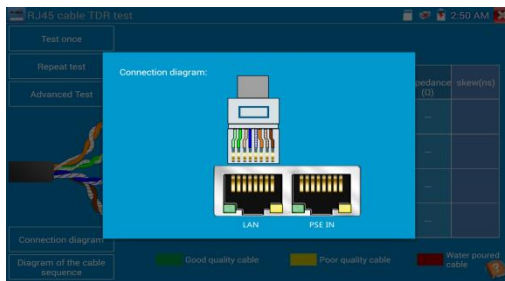 RJ45 cable TDR test
2:50 AM
Test once
Repeat test
Advanced Test
Connection diagram:
pedance (Ω)
skew(ns)
...
...
...
...
LAN
PSE IN
Connection diagram
Diagram of the cable sequence
Good quality cable
Poor quality cable
Water poured cable